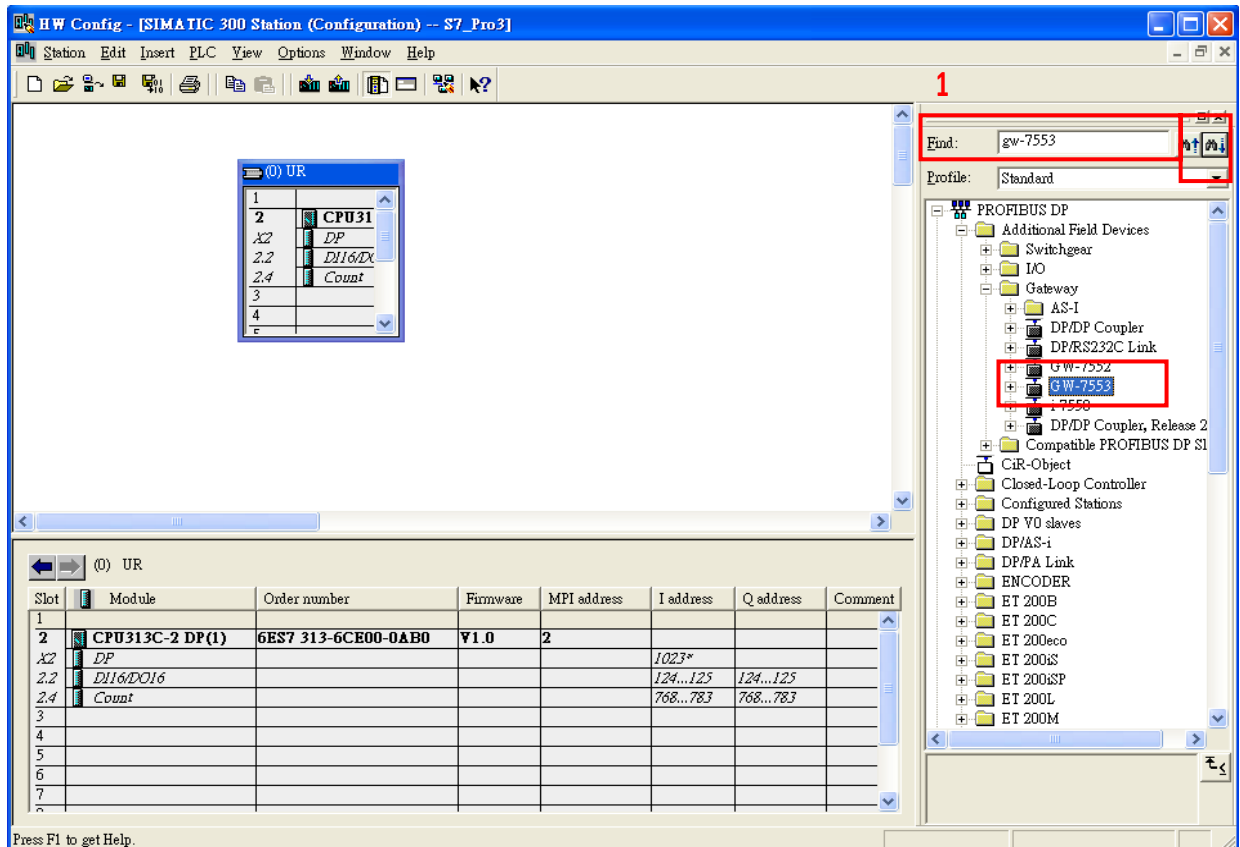 HW Config - [SIMATIC 300 Station (Configuration) -- S7_Pro3]
Station Edit Insert PLC View Options Window Help
1
Find: gw-7553
Profile: Standard
(0) UR
1
2 CPU31
X2 DP
2.2 DI16/DO
2.4 Count
3
4
5
PROFIBUS DP
Additional Field Devices
Switchgear
I/O
Gateway
AS-I
DP/DP Coupler
DP/RS232C Link
GW-7552
GW-7553
DP/DP Coupler, Release 2
Compatible PROFIBUS DP Sl
CiR-Object
Closed-Loop Controller
Configured Stations
DP V0 slaves
DP/AS-i
DP/PA Link
ENCODER
ET 200B
ET 200C
ET 200eco
ET 200iS
ET 200iSP
ET 200L
ET 200M
(0) UR
Slot Module Order number Firmware MPI address I address Q address Comment
1
2 CPU313C-2 DP(1) 6ES7 313-6CE00-0AB0 V1.0 2
X2 DP 1023*
2.2 DI16/DO16 124...125 124...125
2.4 Count 768...783 768...783
3
4
5
6
7
Press F1 to get Help.